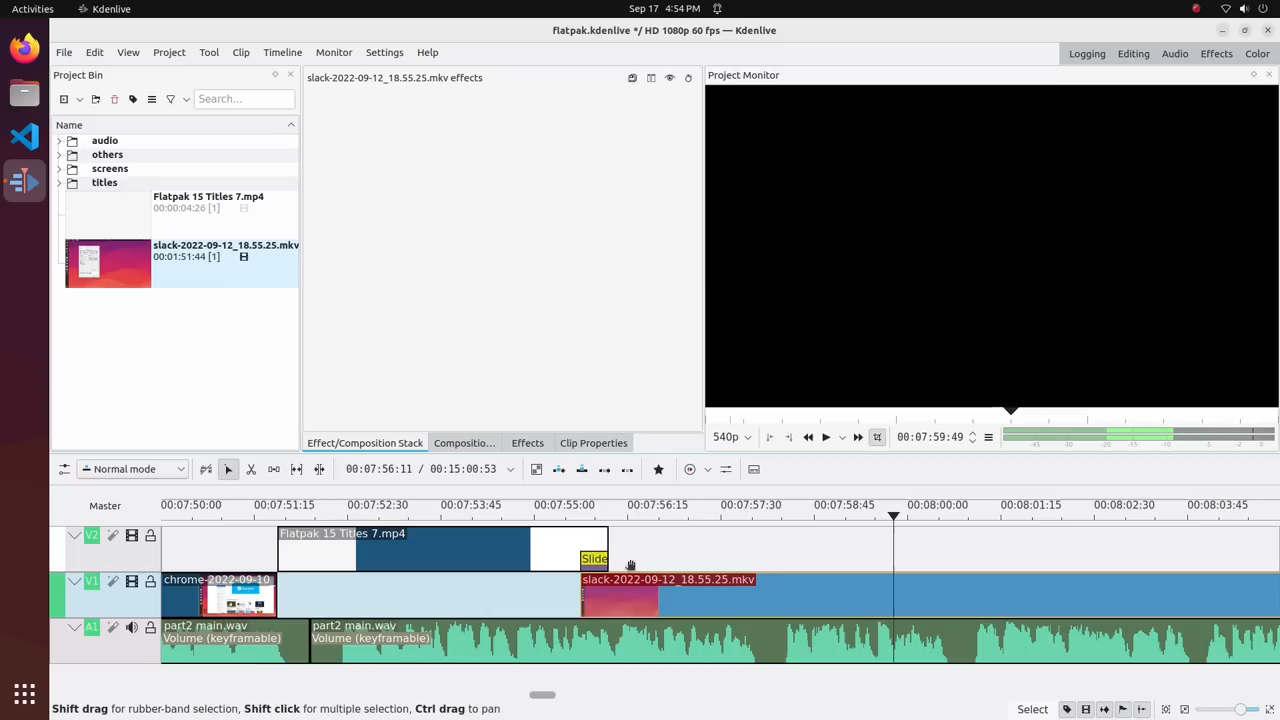 Activities
Kdenlive
Sep 17 4:54 PM
flatpak.kdenlive */ HD 1080p 60 fps — Kdenlive
File Edit View Project Tool Clip Timeline Monitor Settings Help
Logging Editing Audio Effects Color
Project Bin
slack-2022-09-12_18.55.25.mkv effects
Project Monitor
Search...
Name
audio
others
screens
titles
Flatpak 15 Titles 7.mp4
00:00:04:26 [1]
slack-2022-09-12_18.55.25.mkv
00:01:51:44 [1]
Effect/Composition Stack
Compositio...
Effects
Clip Properties
540p
00:07:59:49
-45 -30 -20 -15 -10 -5 -2 0
Normal mode
00:07:56:11 / 00:15:00:53
Master
00:07:50:00 00:07:51:15 00:07:52:30 00:07:53:45 00:07:55:00 00:07:56:15 00:07:57:30 00:07:58:45 00:08:00:00 00:08:01:15 00:08:02:30 00:08:03:45
V2
Flatpak 15 Titles 7.mp4
Slide
V1
chrome-2022-09-10
slack-2022-09-12_18.55.25.mkv
A1
part2 main.wav
Volume (keyframable)
part2 main.wav
Volume (keyframable)
Shift drag for rubber-band selection, Shift click for multiple selection, Ctrl drag to pan
Select